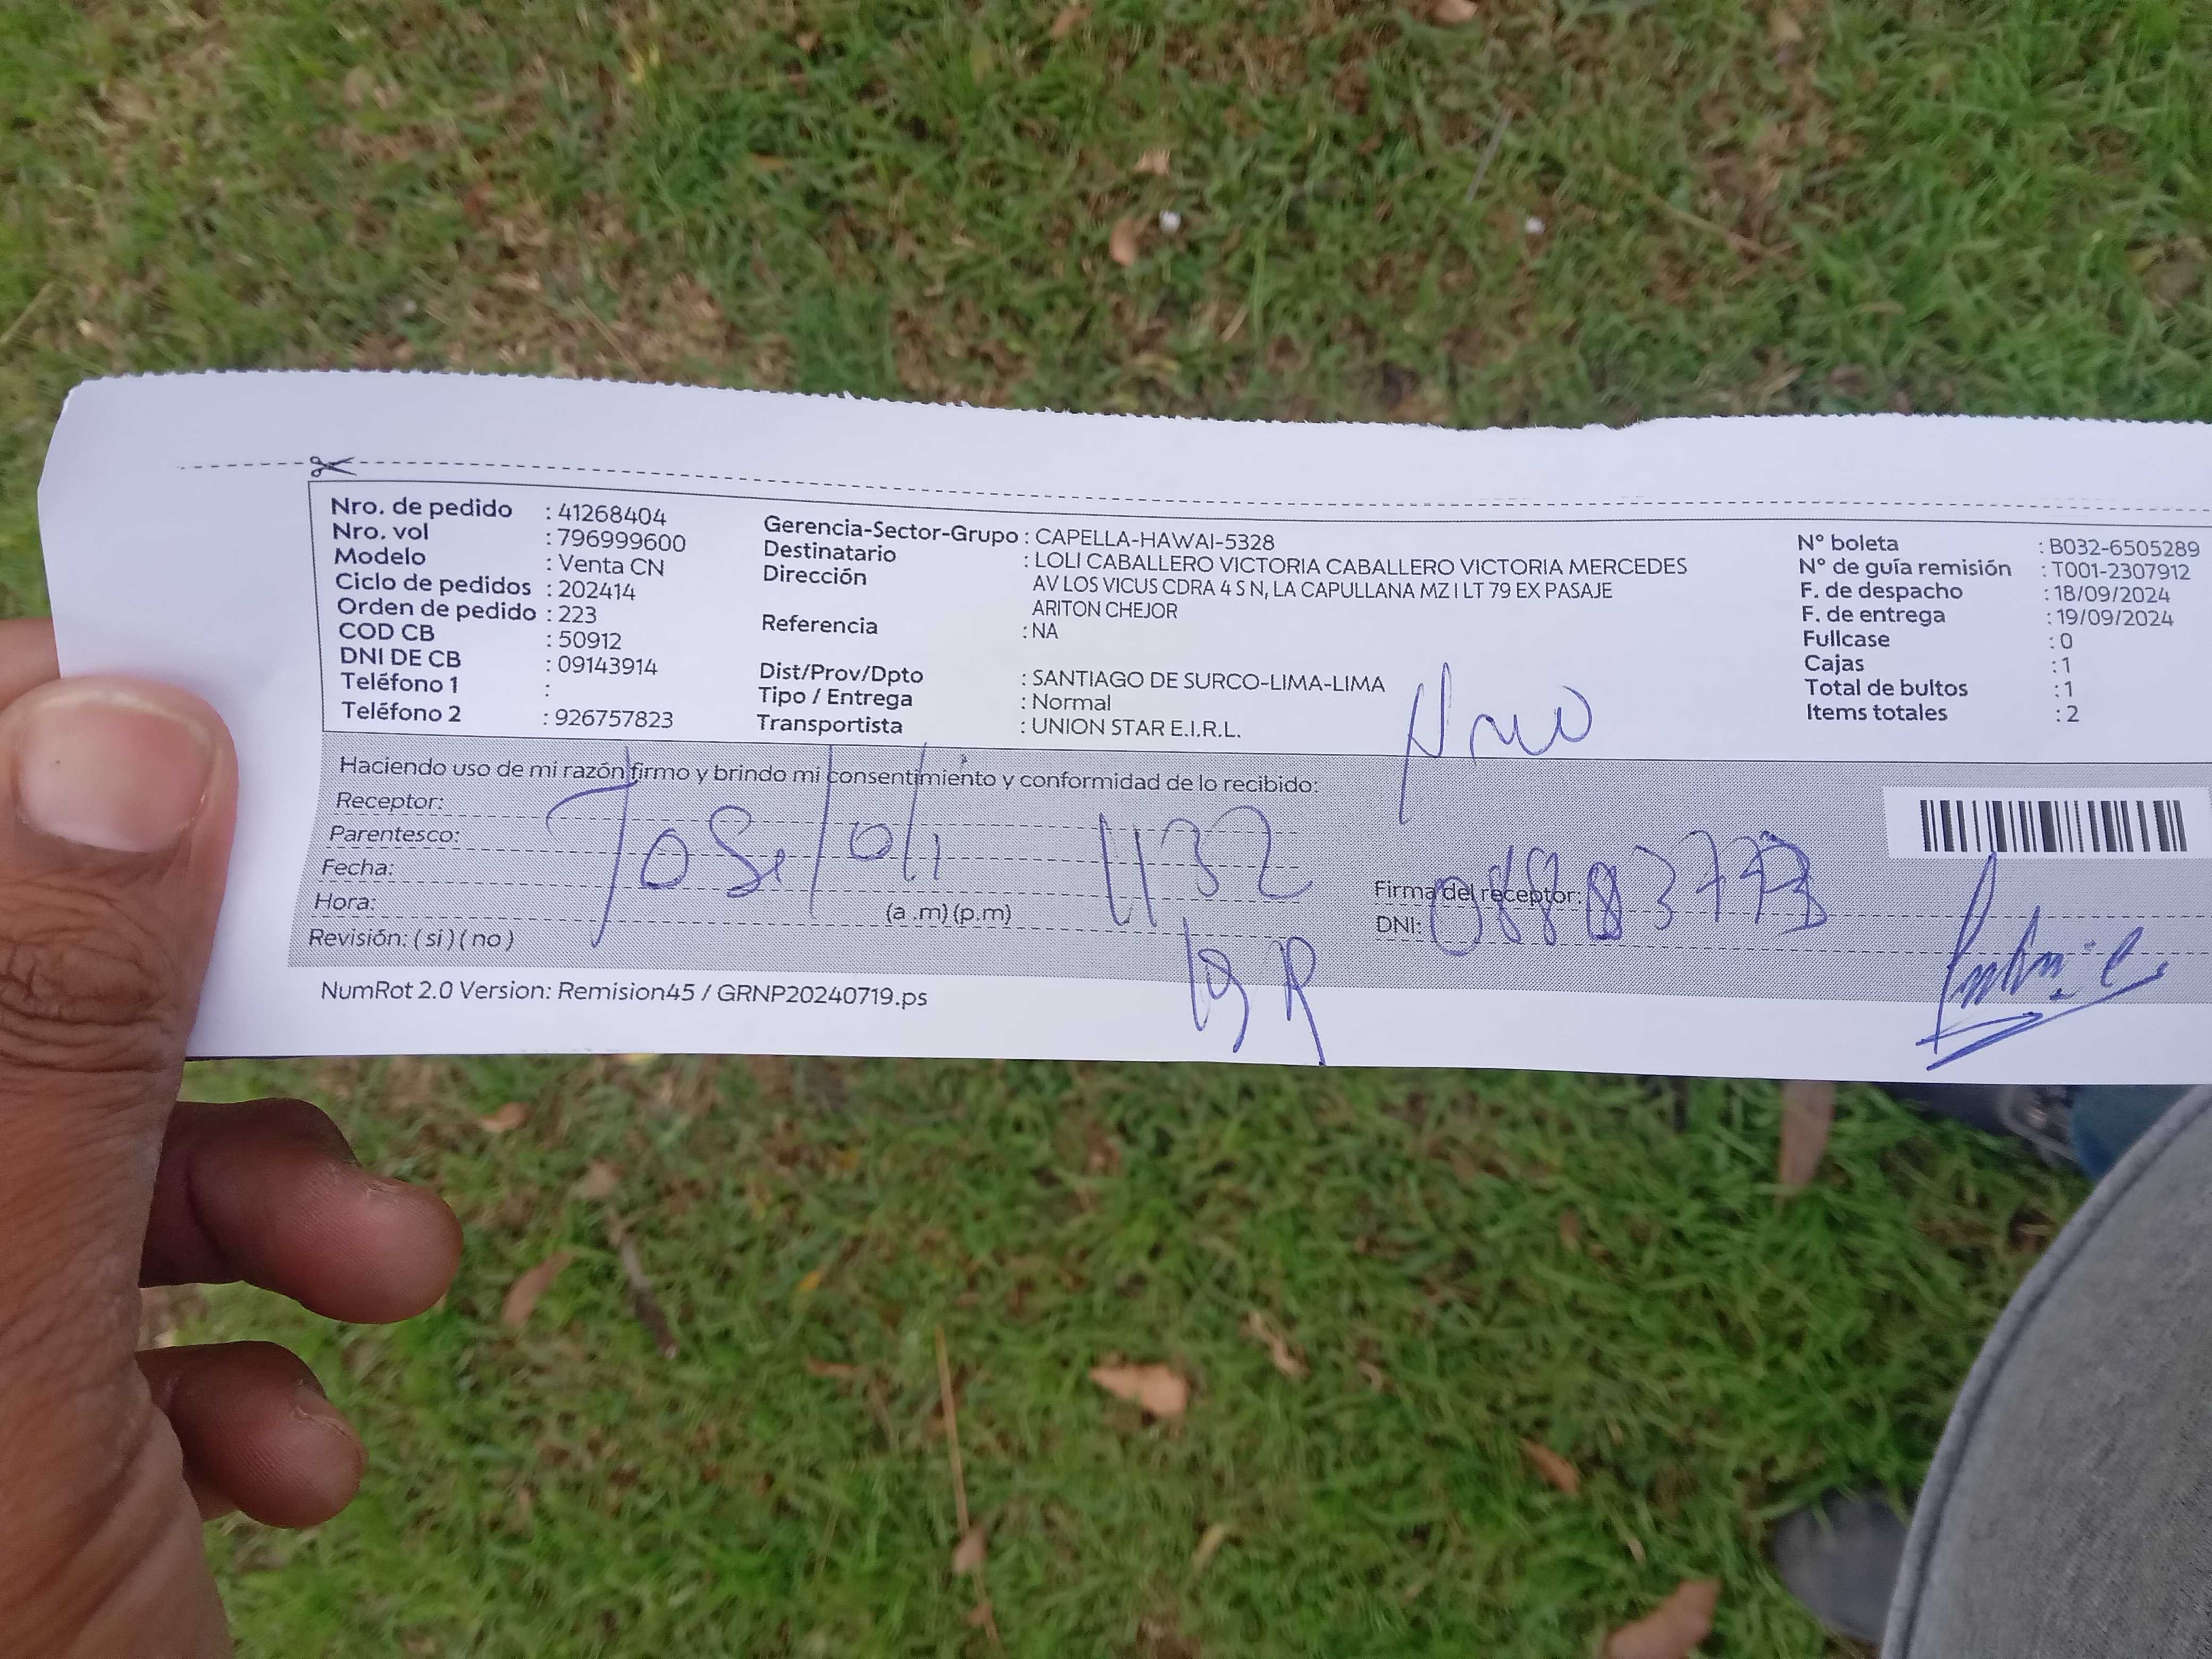 Nro. de pedido : 41268404
Nro. vol : 796999600
Modelo : Venta CN
Ciclo de pedidos : 202414
Orden de pedido : 223
COD CB : 50912
DNI DE CB : 09143914
Teléfono 1 :
Teléfono 2 : 926757823
Gerencia-Sector-Grupo : CAPELLA-HAWAI-5328
Destinatario : LOLI CABALLERO VICTORIA CABALLERO VICTORIA MERCEDES
Dirección AV LOS VICUS CDRA 4 S N, LA CAPULLANA MZ I LT 79 EX PASAJE
ARITON CHEJOR
Referencia : NA
Dist/Prov/Dpto : SANTIAGO DE SURCO-LIMA-LIMA
Tipo / Entrega : Normal
Transportista : UNION STAR E.I.R.L.
N° boleta : B032-6505289
N° de guía remisión : T001-2307912
F. de despacho : 18/09/2024
F. de entrega : 19/09/2024
Fullcase : 0
Cajas : 1
Total de bultos : 1
Items totales : 2
Haciendo uso de mi razón firmo y brindo mi consentimiento y conformidad de lo recibido:
Receptor:
Parentesco:
Fecha:
Hora: (a .m) (p.m)
Revisión: ( si ) ( no )
Jose loli 1132
Firma del receptor:
DNI:
NumRot 2.0 Version: Remision45 / GRNP20240719.ps